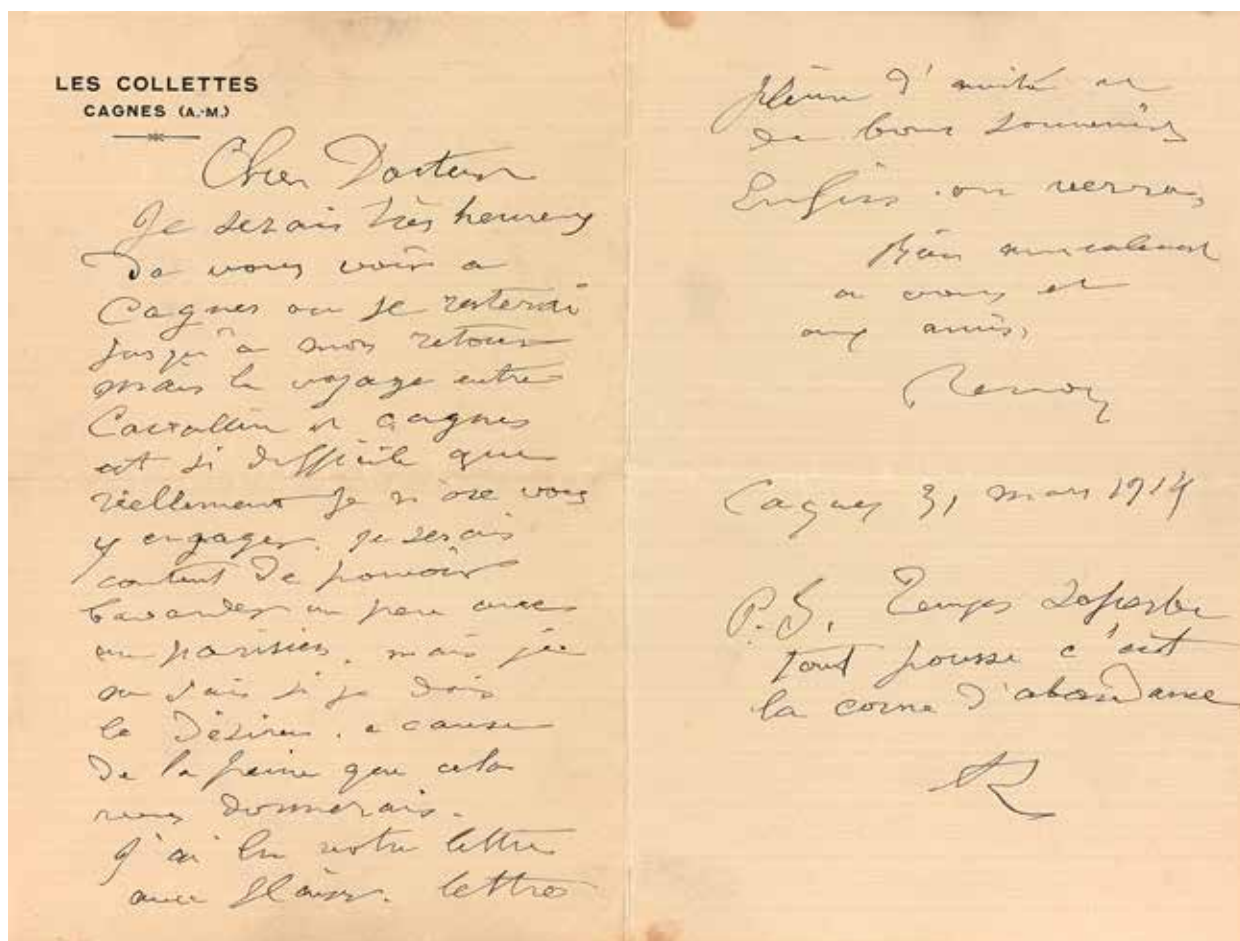 LES COLLETTES
CAGNES (A.-M.)
Cher Docteur
Je serais très heureux
de vous voir a
Cagnes ou je resterai
jusqu'a mon retour
mais le voyage entre
Cavallin et Cagnes
est si difficile que
réellement je n'ose vous
y engager. je serais
content de pouvoir
bavarder un peu avec
un parisien. mais je
ne sais si je dois
le désirer. a cause
de la peine que cela
vous donnerais.
J'ai lu votre lettre
avec plaisir. lettre
pleine d'amitié et
de bons souvenirs
Enfin on verra,
Bien amicalement
a vous et
aux amis,
Renoir
Cagnes 31 mars 1914
P.S. Temps superbe
tout pousse c'est
la corne d'abondance
R